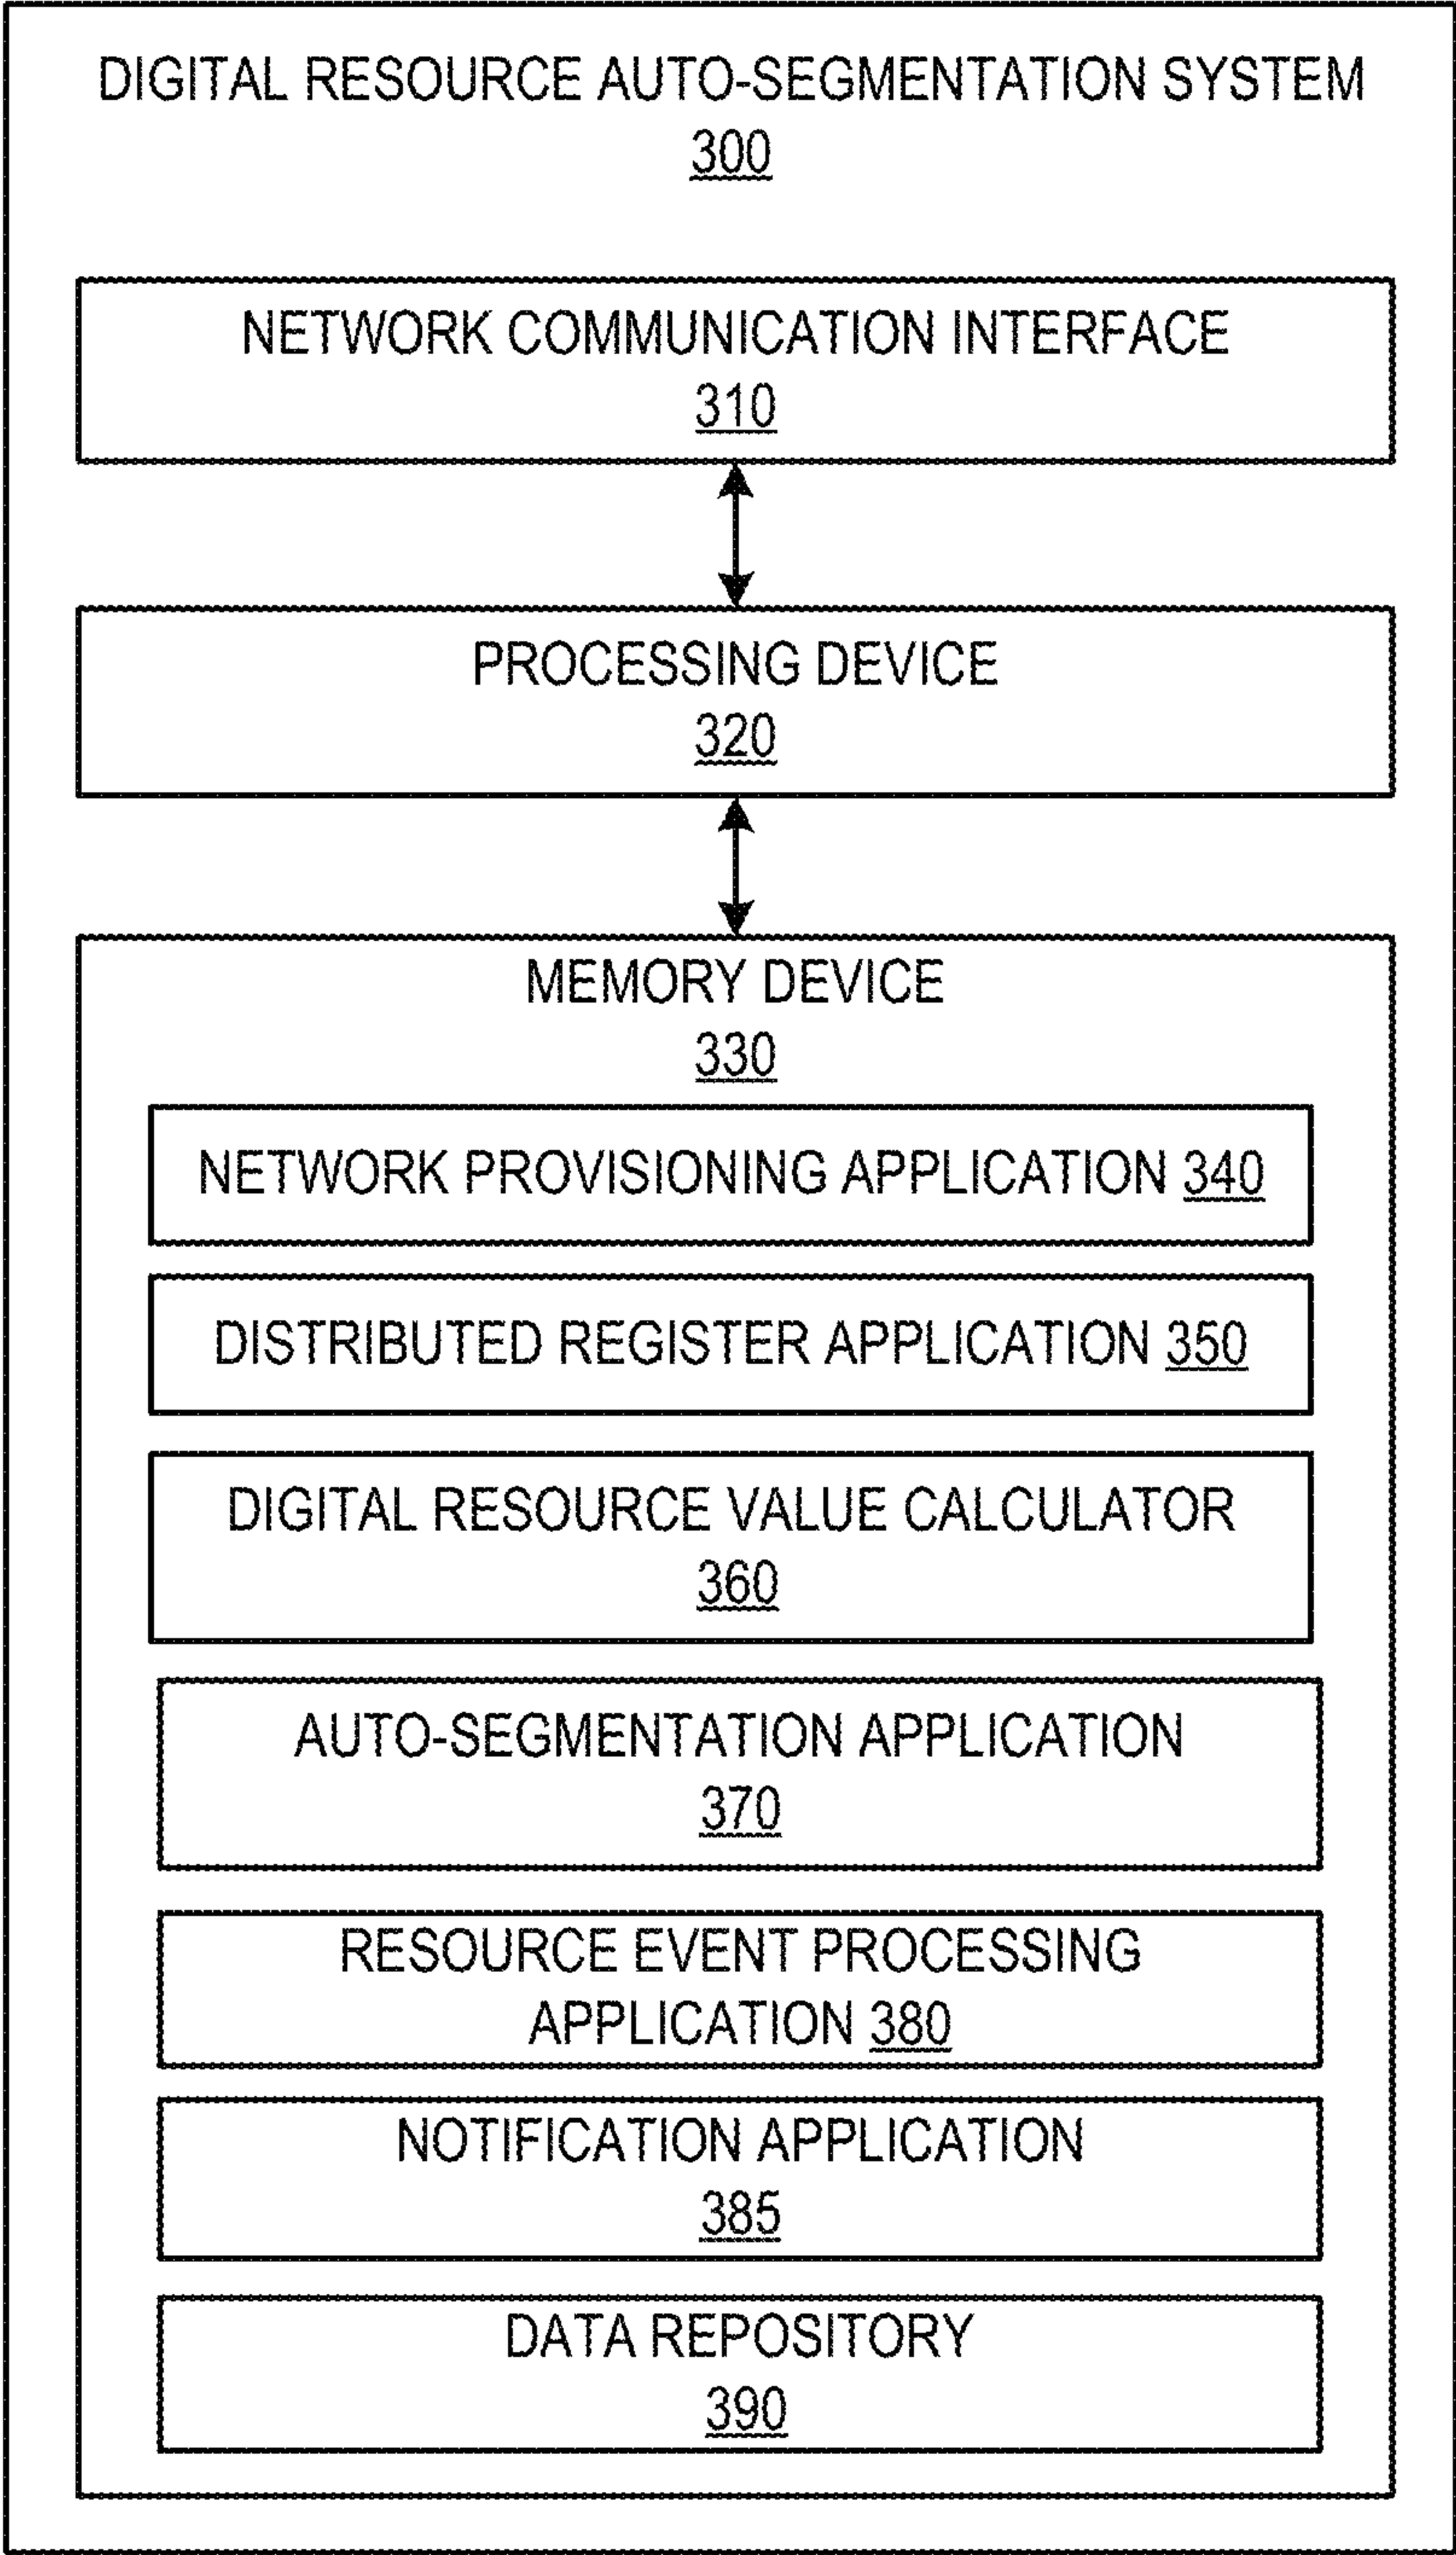 DIGITAL RESOURCE AUTO-SEGMENTATION SYSTEM
300
NETWORK COMMUNICATION INTERFACE
310
PROCESSING DEVICE
320
MEMORY DEVICE
330
NETWORK PROVISIONING APPLICATION 340
DISTRIBUTED REGISTER APPLICATION 350
DIGITAL RESOURCE VALUE CALCULATOR
360
AUTO-SEGMENTATION APPLICATION
370
RESOURCE EVENT PROCESSING
APPLICATION 380
NOTIFICATION APPLICATION
385
DATA REPOSITORY
390